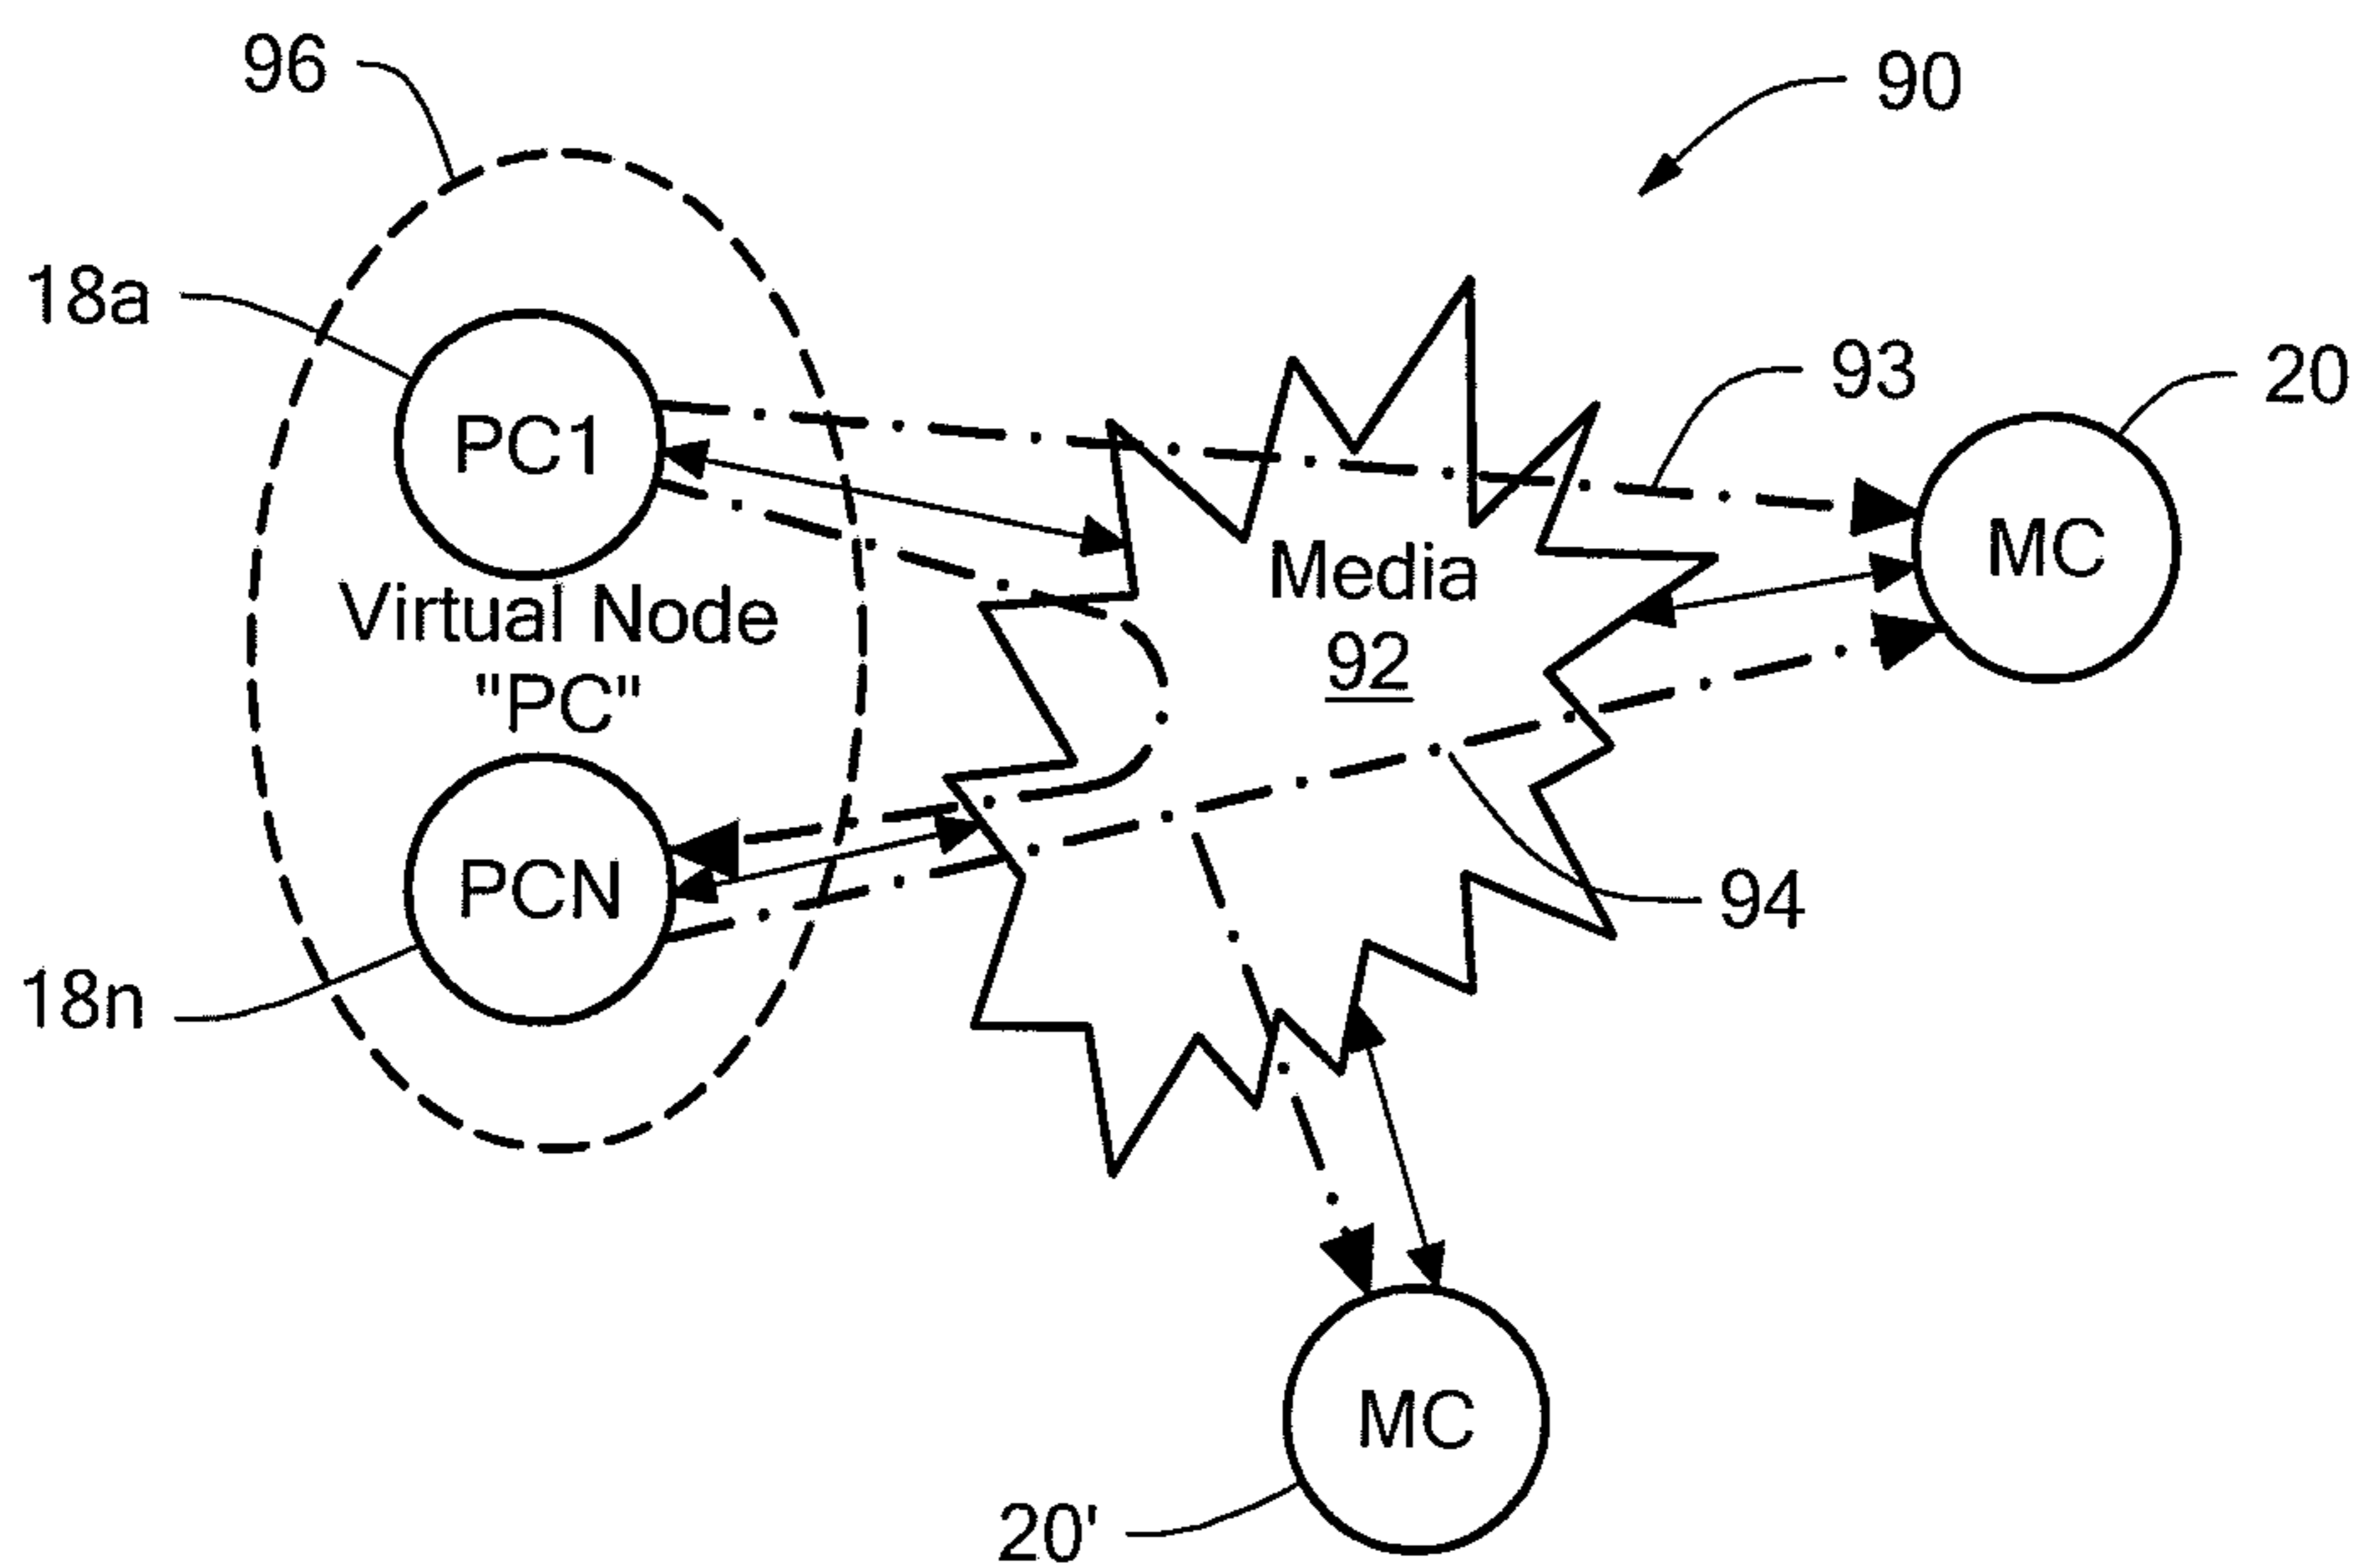 96
90
18a
93
20
PC1
MC
Media
92
Virtual Node
"PC"
PCN
94
18n
MC
20'